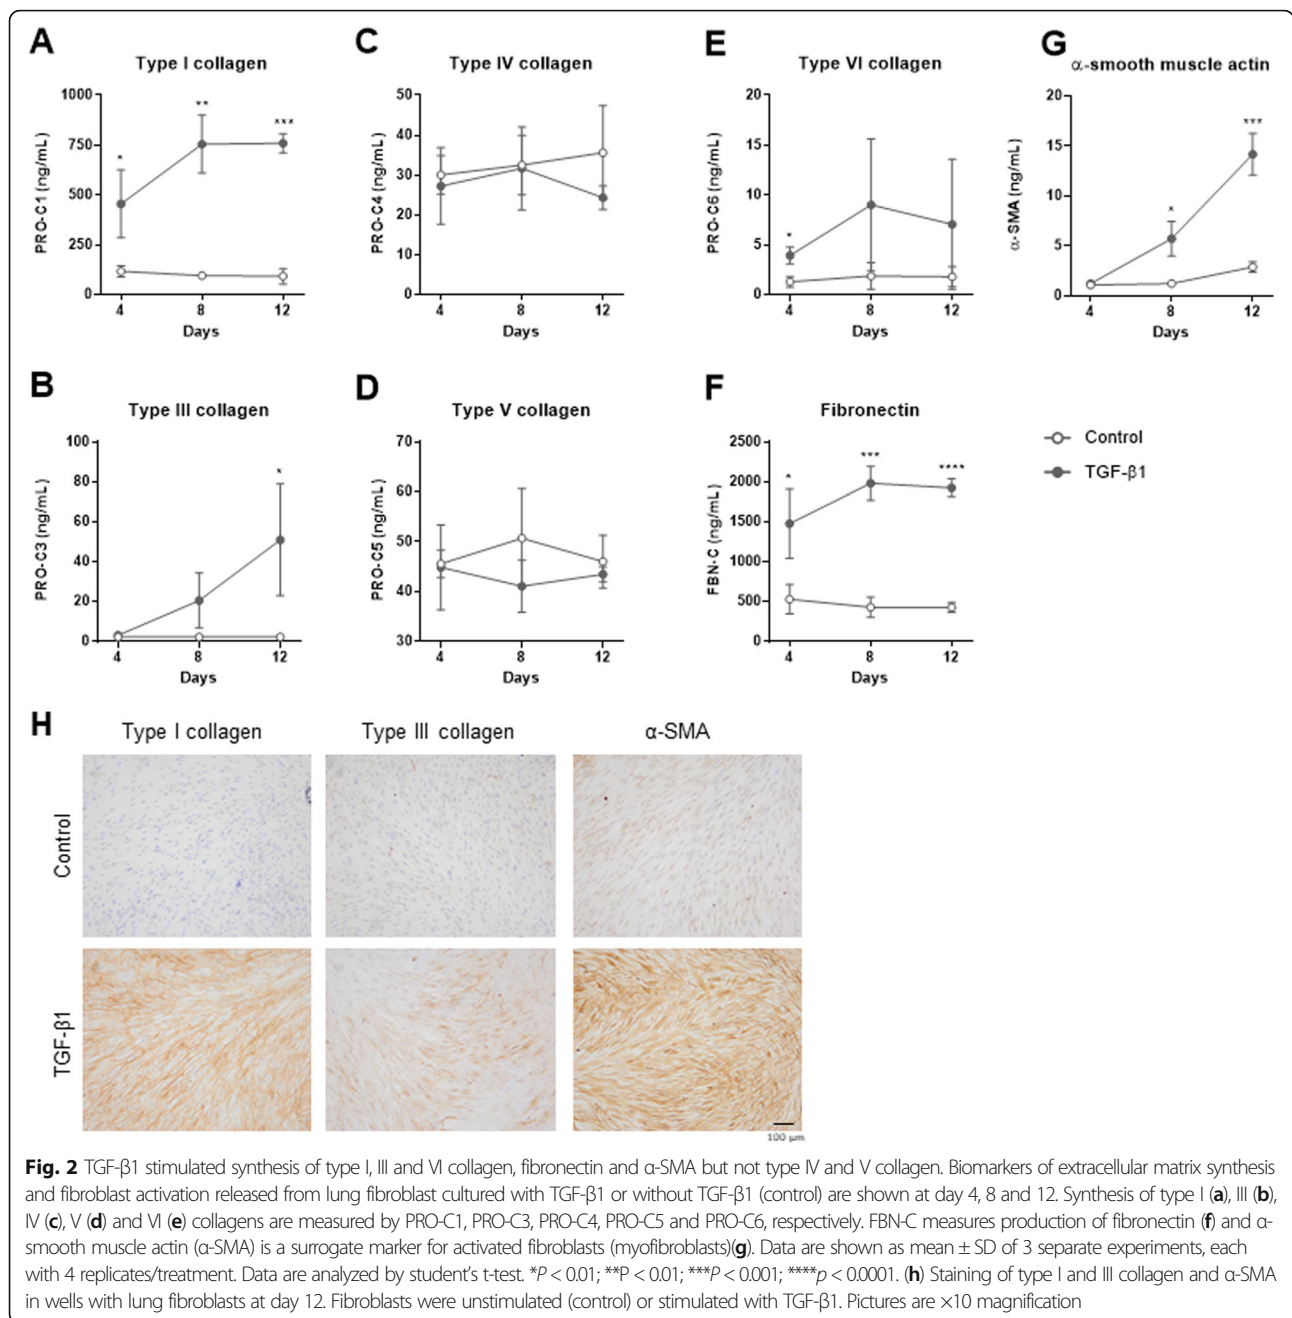 A
Type I collagen
1000
750
500
250
0
PRO-C1 (ng/mL)
*
**
***
4 8 12
Days
C
Type IV collagen
50
40
30
20
10
0
PRO-C4 (ng/mL)
4 8 12
Days
E
Type VI collagen
20
15
10
5
0
PRO-C6 (ng/mL)
*
4 8 12
Days
G
α-smooth muscle actin
20
15
10
5
0
α-SMA (ng/mL)
*
***
4 8 12
Days
B
Type III collagen
100
80
60
40
20
0
PRO-C3 (ng/mL)
*
4 8 12
Days
D
Type V collagen
70
60
50
40
30
PRO-C5 (ng/mL)
4 8 12
Days
F
Fibronectin
2500
2000
1500
1000
500
0
FBN-C (ng/mL)
*
***
****
4 8 12
Days
Control
TGF-β1
H
Type I collagen Type III collagen α-SMA
Control
TGF-β1
100 µm
Fig. 2 TGF-β1 stimulated synthesis of type I, III and VI collagen, fibronectin and α-SMA but not type IV and V collagen. Biomarkers of extracellular matrix synthesis
and fibroblast activation released from lung fibroblast cultured with TGF-β1 or without TGF-β1 (control) are shown at day 4, 8 and 12. Synthesis of type I (a), III (b),
IV (c), V (d) and VI (e) collagens are measured by PRO-C1, PRO-C3, PRO-C4, PRO-C5 and PRO-C6, respectively. FBN-C measures production of fibronectin (f) and α-
smooth muscle actin (α-SMA) is a surrogate marker for activated fibroblasts (myofibroblasts)(g). Data are shown as mean ± SD of 3 separate experiments, each
with 4 replicates/treatment. Data are analyzed by student's t-test. *P < 0.01; **P < 0.01; ***P < 0.001; ****p < 0.0001. (h) Staining of type I and III collagen and α-SMA
in wells with lung fibroblasts at day 12. Fibroblasts were unstimulated (control) or stimulated with TGF-β1. Pictures are ×10 magnification